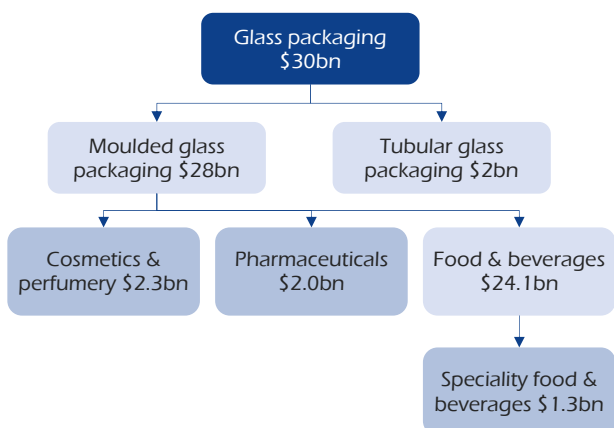 Glass packaging
$30bn
Moulded glass
packaging $28bn
Tubular glass
packaging $2bn
Cosmetics &
perfumery $2.3bn
Pharmaceuticals
$2.0bn
Food & beverages
$24.1bn
Speciality food &
beverages $1.3bn